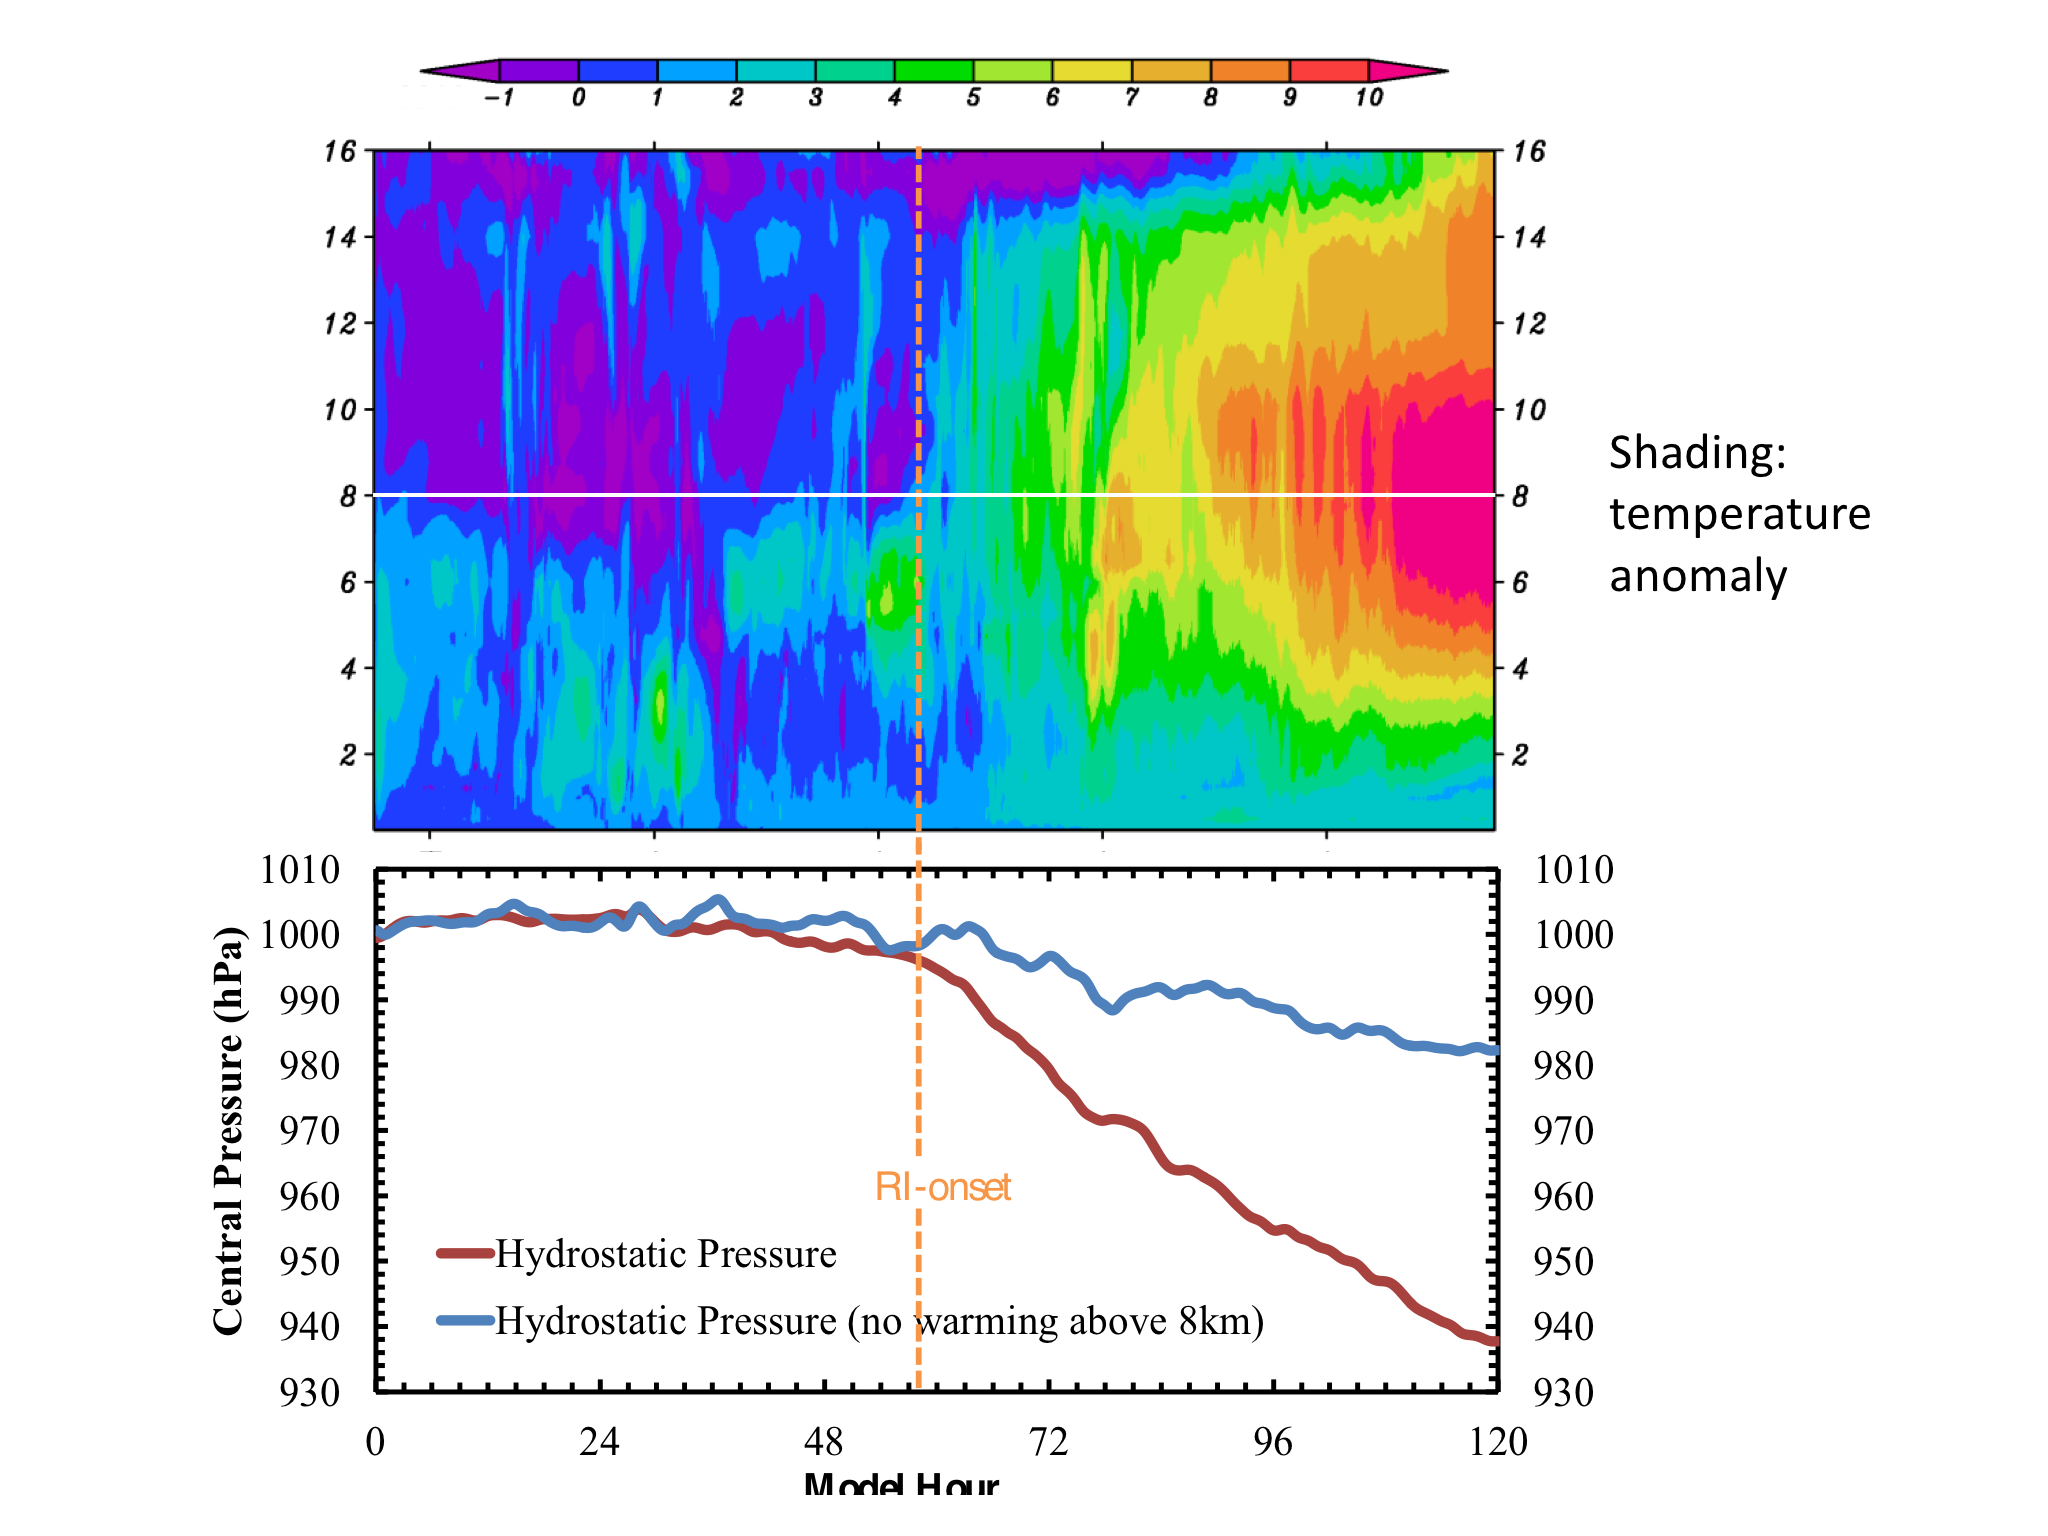 -1 0 1 2 3 4 5 6 7 8 9 10
16 16
14 14
12 12
10 10
8 8
6 6
4 4
2 2
Shading:
temperature
anomaly
1010 1010
1000 1000
990 990
980 980
970 970
960 960
950 950
940 940
930 930
Central Pressure (hPa)
RI-onset
Hydrostatic Pressure
Hydrostatic Pressure (no warming above 8km)
0 24 48 72 96 120
Model Hour